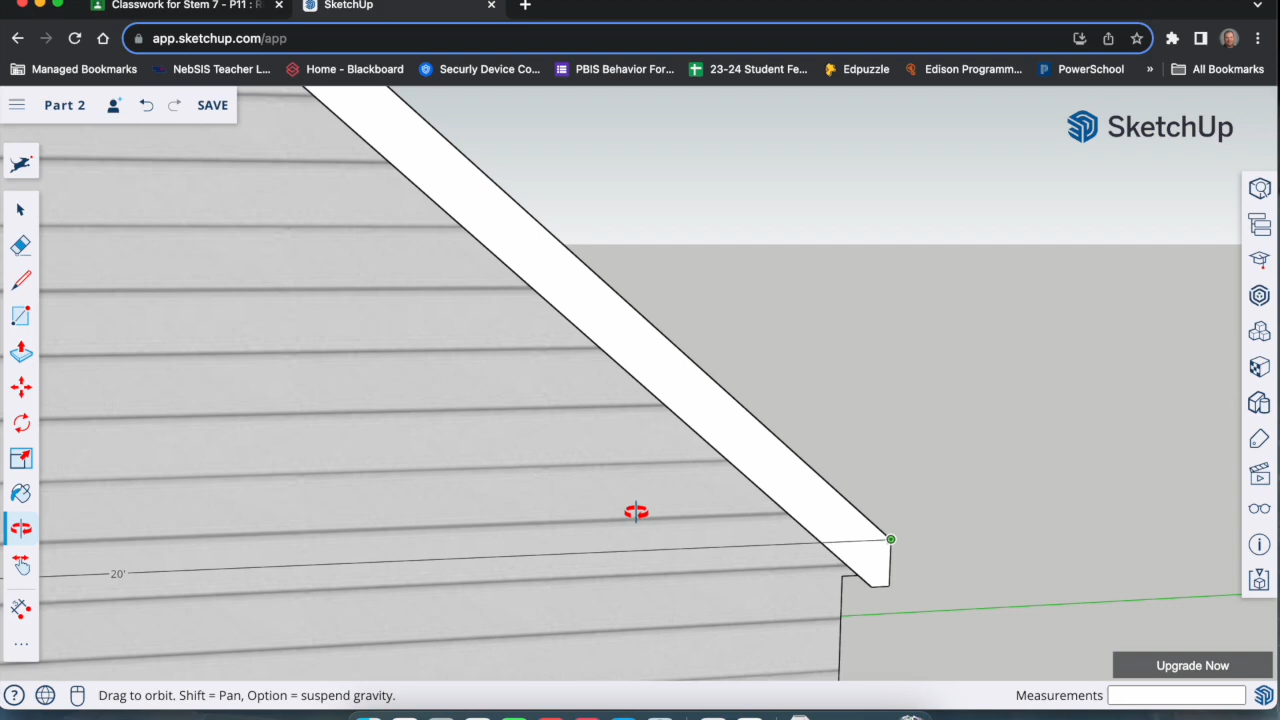 Classwork for Stem 7 - P11 : R
SketchUp
app.sketchup.com/app
Managed Bookmarks
NebSIS Teacher L...
Home - Blackboard
Securly Device Co...
PBIS Behavior For...
23-24 Student Fe...
Edpuzzle
Edison Programm...
PowerSchool
»
All Bookmarks
Part 2
SAVE
SketchUp
20'
Upgrade Now
Drag to orbit. Shift = Pan, Option = suspend gravity.
Measurements